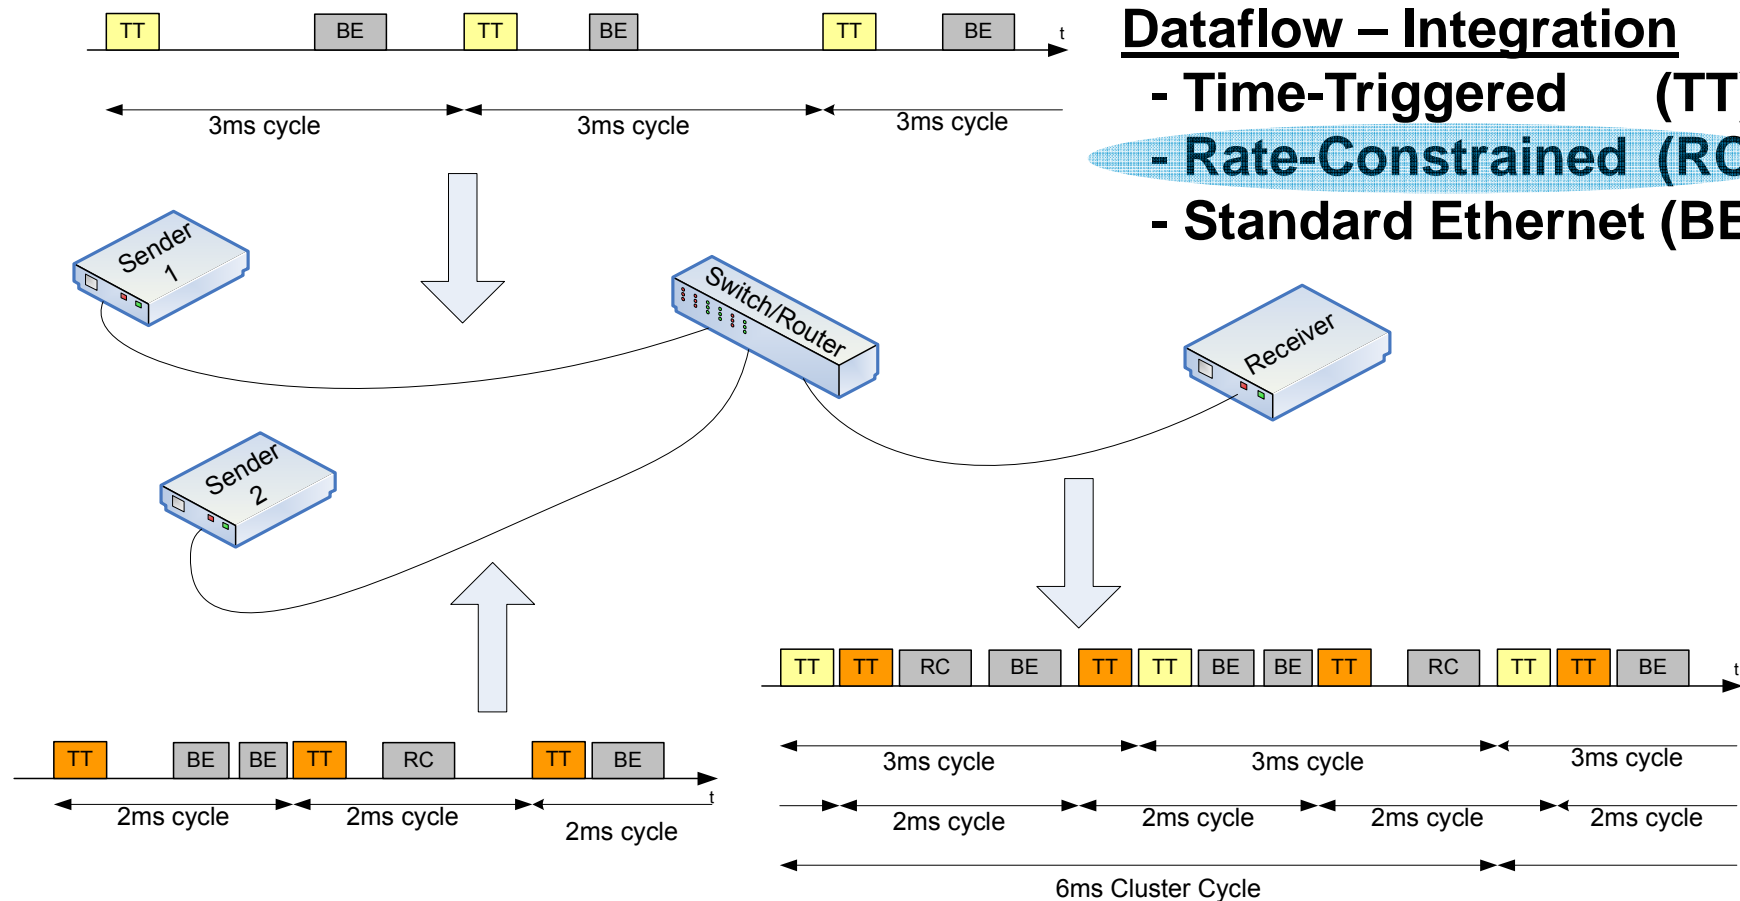 TT BE TT BE TT BE t
3ms cycle 3ms cycle 3ms cycle
Dataflow – Integration
- Time-Triggered (TT)
- Rate-Constrained (RC
- Standard Ethernet (BE
Sender
1
Switch/Router
Receiver
Sender
2
TT TT RC BE TT TT BE BE TT RC TT TT BE t
3ms cycle 3ms cycle 3ms cycle
2ms cycle 2ms cycle 2ms cycle 2ms cycle
6ms Cluster Cycle
TT BE BE TT RC TT BE t
2ms cycle 2ms cycle 2ms cycle